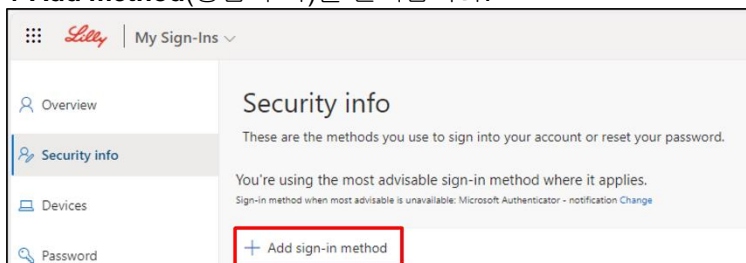 Add method
Lilly My Sign-Ins
Overview
Security info
Devices
Password
Security info
These are the methods you use to sign into your account or reset your password.
You're using the most advisable sign-in method where it applies.
Sign-in method when most advisable is unavailable: Microsoft Authenticator - notification Change
+ Add sign-in method